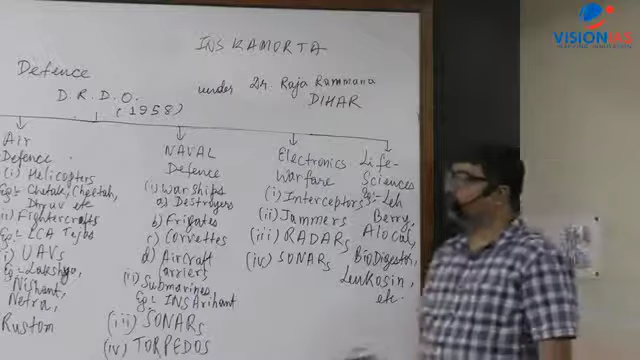 VISIONIAS
INSPIRING INNOVATION
INS KAMORTA
Defence
D.R.D.O. under Dr. Raja Rammana
(1958) DIHAR
Air
Defence
(i) Helicopters
Eg:- Chetak, Cheetah,
Dhruv etc
(ii) Fightercrafts
Eg:- LCA Tejas
i) UAVs
Eg:- Lakshya,
Nishant,
Netra,
Rustom
NAVAL
Defence
(i) Warships
a) Destroyers
b) Frigates
c) Corvettes
d) AirCraft
Carriers
(ii) Submarines
Eg:- INS Arihant
(iii) SONARs
(iv) TORPEDOS
Electronics
Warfare
(i) Interceptors
(ii) Jammers
(iii) RADARs
(iv) SONARs
Life-
Sciences
Eg:- Leh
Berry,
Alocal,
BioDigestor,
Leukosin,
etc.